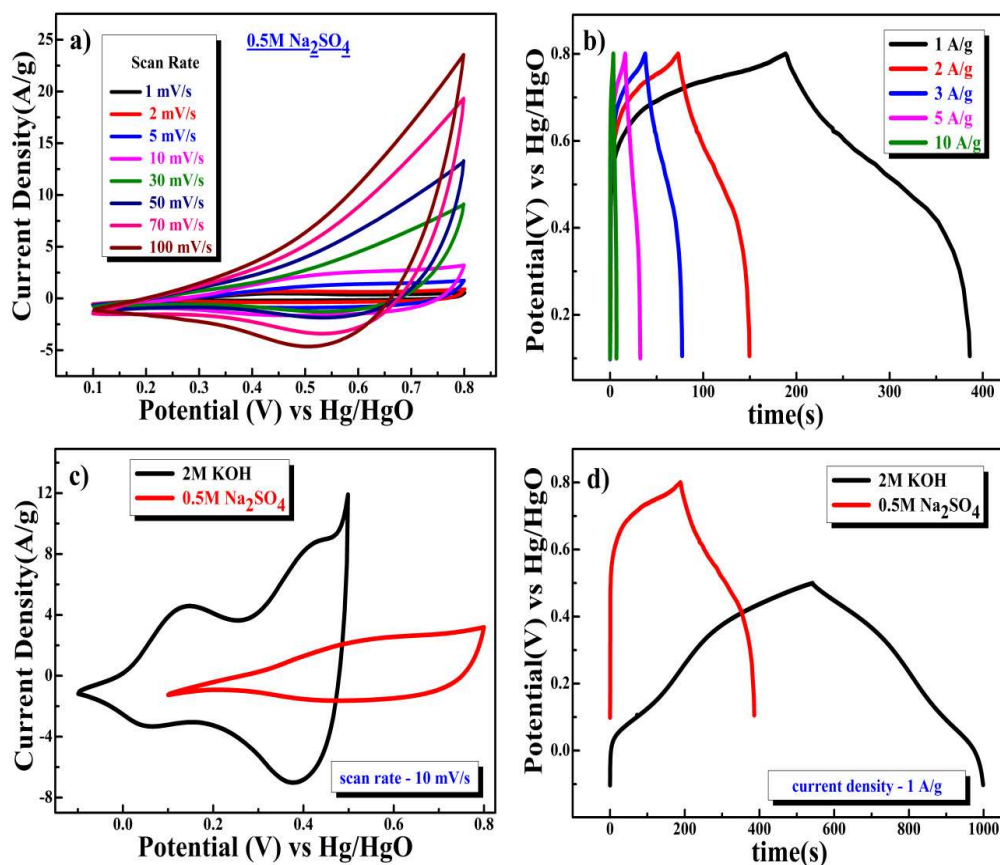 a)
0.5M Na2SO4
Scan Rate
1 mV/s
2 mV/s
5 mV/s
10 mV/s
30 mV/s
50 mV/s
70 mV/s
100 mV/s
25
20
15
10
5
0
-5
Current Density(A/g)
0.1 0.2 0.3 0.4 0.5 0.6 0.7 0.8
Potential (V) vs Hg/HgO
b)
1 A/g
2 A/g
3 A/g
5 A/g
10 A/g
0.8
0.6
0.4
0.2
Potential(V) vs Hg/HgO
0 100 200 300 400
time(s)
c)
2M KOH
0.5M Na2SO4
12
8
4
0
-4
-8
Current Density(A/g)
scan rate - 10 mV/s
0.0 0.2 0.4 0.6 0.8
Potential (V) vs Hg/HgO
d)
2M KOH
0.5M Na2SO4
0.8
0.6
0.4
0.2
0.0
Potential(V) vs Hg/HgO
current density - 1 A/g
0 200 400 600 800 1000
time(s)